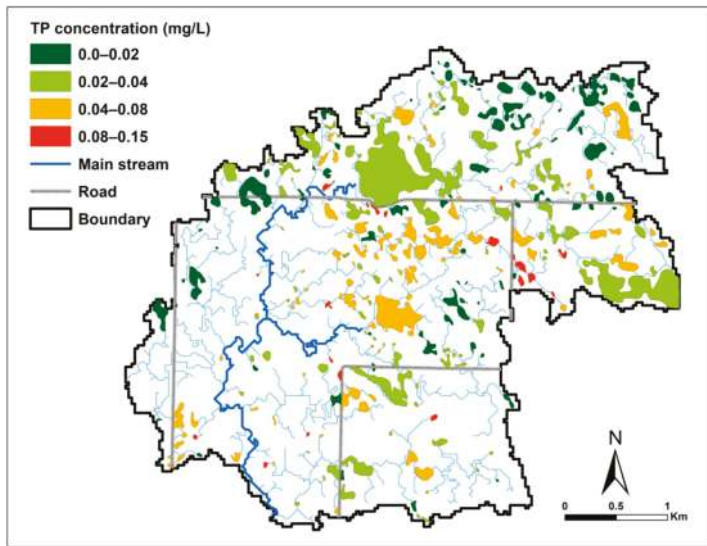 TP concentration (mg/L)
0.0–0.02
0.02–0.04
0.04–0.08
0.08–0.15
Main stream
Road
Boundary
N
0 0.5 1
Km